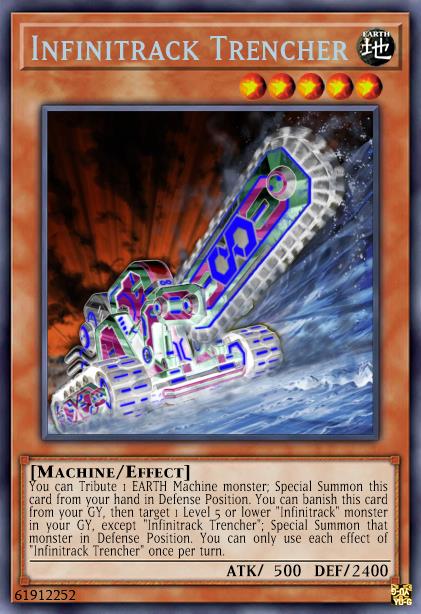 INFINITRACK TRENCHER
EARTH
地
[MACHINE/EFFECT]
You can Tribute 1 EARTH Machine monster; Special Summon this
card from your hand in Defense Position. You can banish this card
from your GY, then target 1 Level 5 or lower "Infinitrack" monster
in your GY, except "Infinitrack Trencher"; Special Summon that
monster in Defense Position. You can only use each effect of
"Infinitrack Trencher" once per turn.
ATK/ 500 DEF/2400
61912252